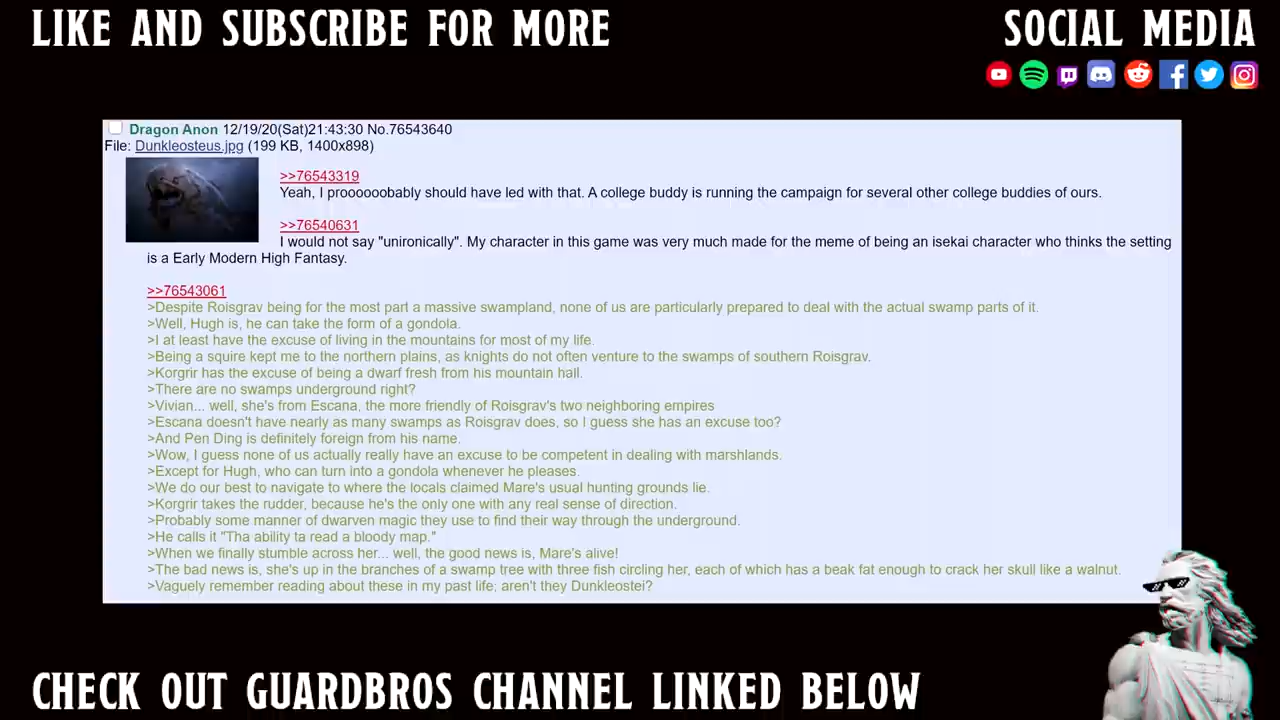 LIKE AND SUBSCRIBE FOR MORE
SOCIAL MEDIA
Dragon Anon 12/19/20(Sat)21:43:30 No.76543640
File: Dunkleosteus.jpg (199 KB, 1400x898)
>>76543319
Yeah, I proooooobably should have led with that. A college buddy is running the campaign for several other college buddies of ours.
>>76540631
I would not say "unironically". My character in this game was very much made for the meme of being an isekai character who thinks the setting
is a Early Modern High Fantasy.
>>76543061
>Despite Roisgrav being for the most part a massive swampland, none of us are particularly prepared to deal with the actual swamp parts of it.
>Well, Hugh is, he can take the form of a gondola.
>I at least have the excuse of living in the mountains for most of my life.
>Being a squire kept me to the northern plains, as knights do not often venture to the swamps of southern Roisgrav.
>Korgrir has the excuse of being a dwarf fresh from his mountain hall.
>There are no swamps underground right?
>Vivian... well, she's from Escana, the more friendly of Roisgrav's two neighboring empires
>Escana doesn't have nearly as many swamps as Roisgrav does, so I guess she has an excuse too?
>And Pen Ding is definitely foreign from his name.
>Wow, I guess none of us actually really have an excuse to be competent in dealing with marshlands.
>Except for Hugh, who can turn into a gondola whenever he pleases.
>We do our best to navigate to where the locals claimed Mare's usual hunting grounds lie.
>Korgrir takes the rudder, because he's the only one with any real sense of direction.
>Probably some manner of dwarven magic they use to find their way through the underground.
>He calls it "Tha ability ta read a bloody map."
>When we finally stumble across her... well, the good news is, Mare's alive!
>The bad news is, she's up in the branches of a swamp tree with three fish circling her, each of which has a beak fat enough to crack her skull like a walnut.
>Vaguely remember reading about these in my past life; aren't they Dunkleostei?
CHECK OUT GUARDBROS CHANNEL LINKED BELOW